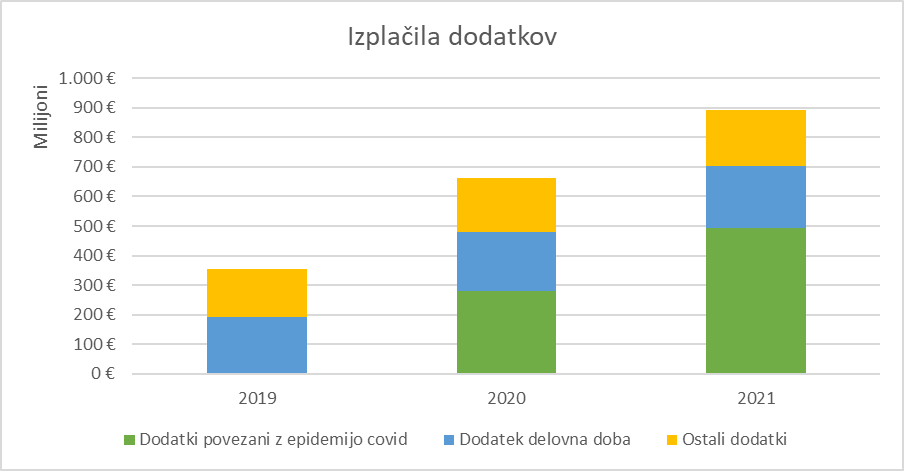 Izplačila dodatkov
Milijoni
1.000 €
900 €
800 €
700 €
600 €
500 €
400 €
300 €
200 €
100 €
0 €
2019 2020 2021
Dodatki povezani z epidemijo covid Dodatek delovna doba Ostali dodatki